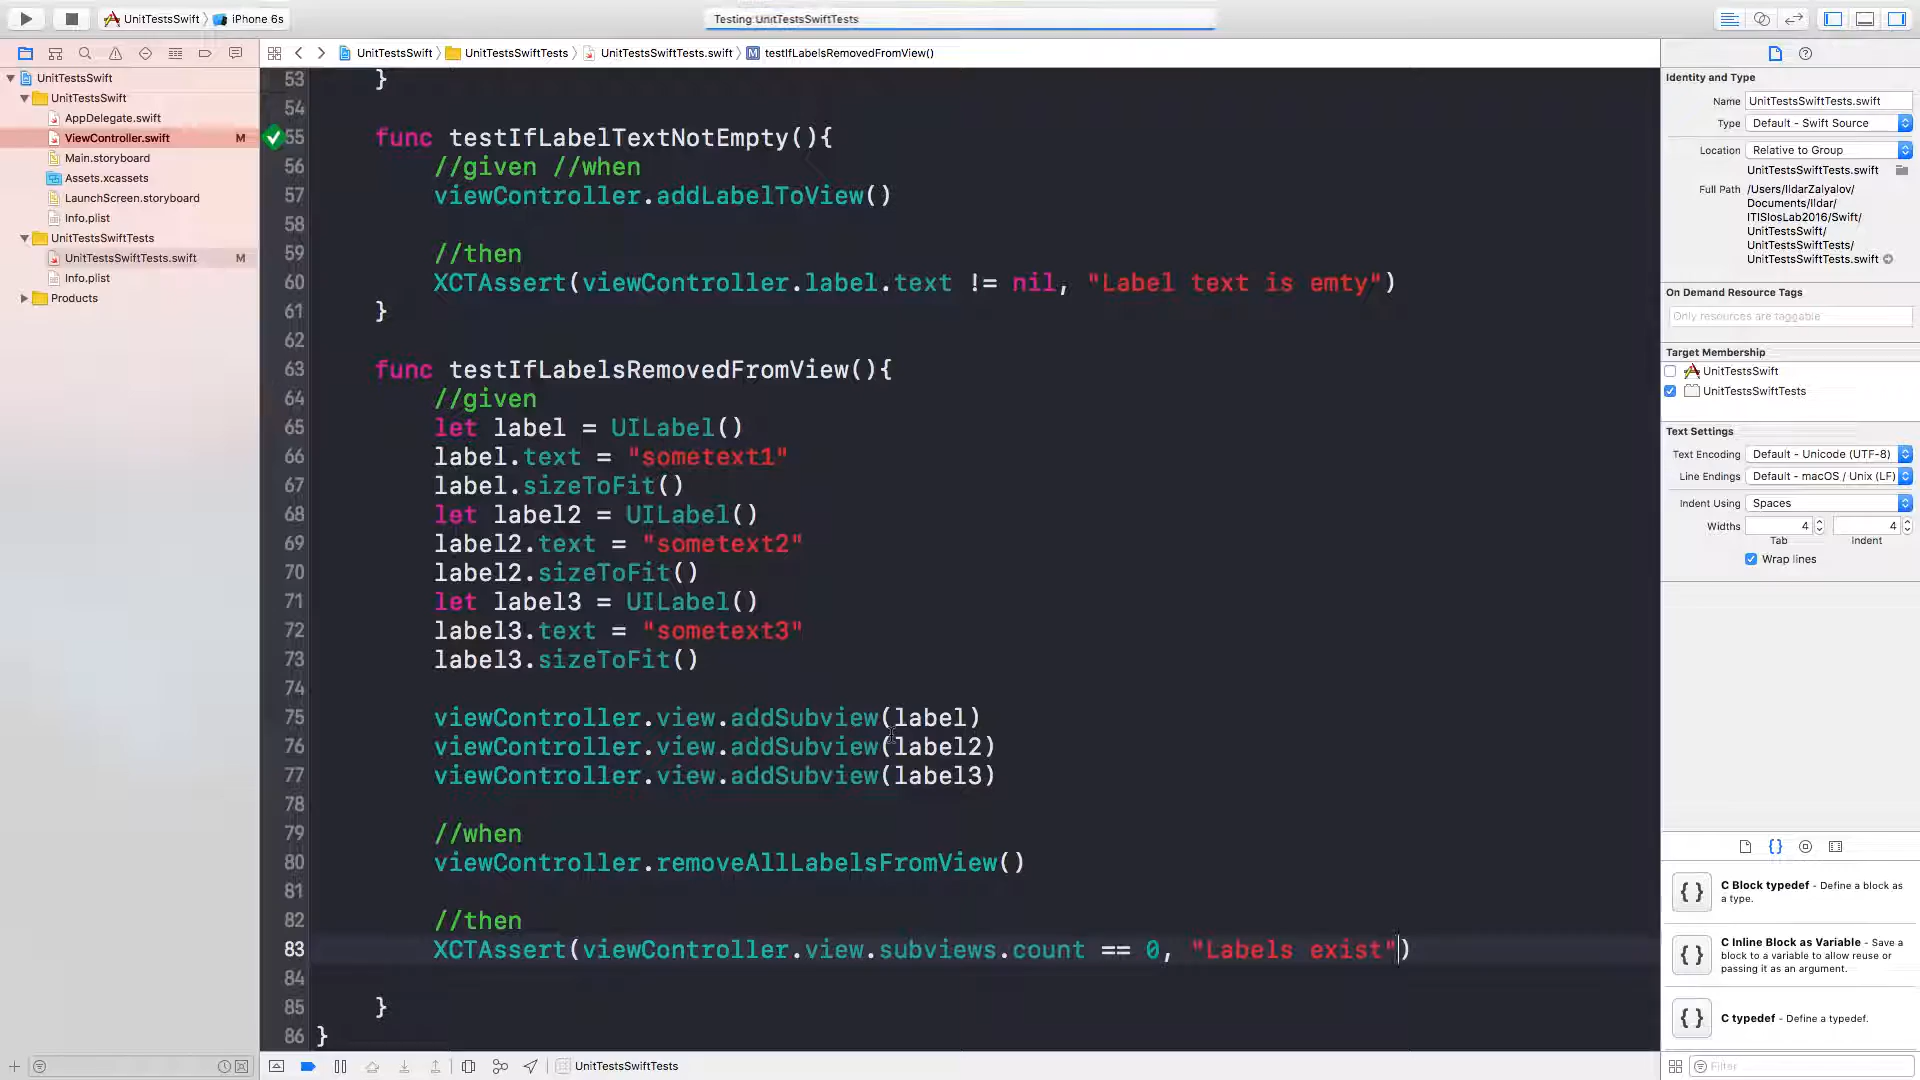 UnitTestsSwift 〉 iPhone 6s
Testing UnitTestsSwiftTests
UnitTestsSwift 〉 UnitTestsSwiftTests 〉 UnitTestsSwiftTests.swift 〉 M testIfLabelsRemovedFromView()
UnitTestsSwift
UnitTestsSwift
AppDelegate.swift
ViewController.swift M
Main.storyboard
Assets.xcassets
LaunchScreen.storyboard
Info.plist
UnitTestsSwiftTests
UnitTestsSwiftTests.swift M
Info.plist
Products
53 }
54
55 func testIfLabelTextNotEmpty(){
56 //given //when
57 viewController.addLabelToView()
58
59 //then
60 XCTAssert(viewController.label.text != nil, "Label text is emty")
61 }
62
63 func testIfLabelsRemovedFromView(){
64 //given
65 let label = UILabel()
66 label.text = "sometext1"
67 label.sizeToFit()
68 let label2 = UILabel()
69 label2.text = "sometext2"
70 label2.sizeToFit()
71 let label3 = UILabel()
72 label3.text = "sometext3"
73 label3.sizeToFit()
74
75 viewController.view.addSubview(label)
76 viewController.view.addSubview(label2)
77 viewController.view.addSubview(label3)
78
79 //when
80 viewController.removeAllLabelsFromView()
81
82 //then
83 XCTAssert(viewController.view.subviews.count == 0, "Labels exist")
84
85 }
86 }
UnitTestsSwiftTests
Identity and Type
Name UnitTestsSwiftTests.swift
Type Default - Swift Source
Location Relative to Group
UnitTestsSwiftTests.swift
Full Path /Users/IldarZalyalov/
Documents/Ildar/
ITISIosLab2016/Swift/
UnitTestsSwift/
UnitTestsSwiftTests/
UnitTestsSwiftTests.swift
On Demand Resource Tags
Only resources are taggable
Target Membership
UnitTestsSwift
UnitTestsSwiftTests
Text Settings
Text Encoding Default - Unicode (UTF-8)
Line Endings Default - macOS / Unix (LF)
Indent Using Spaces
Widths 4 4
Tab Indent
Wrap lines
{ } C Block typedef - Define a block as
a type.
{ } C Inline Block as Variable - Save a
block to a variable to allow reuse or
passing it as an argument.
{ } C typedef - Define a typedef.
Filter